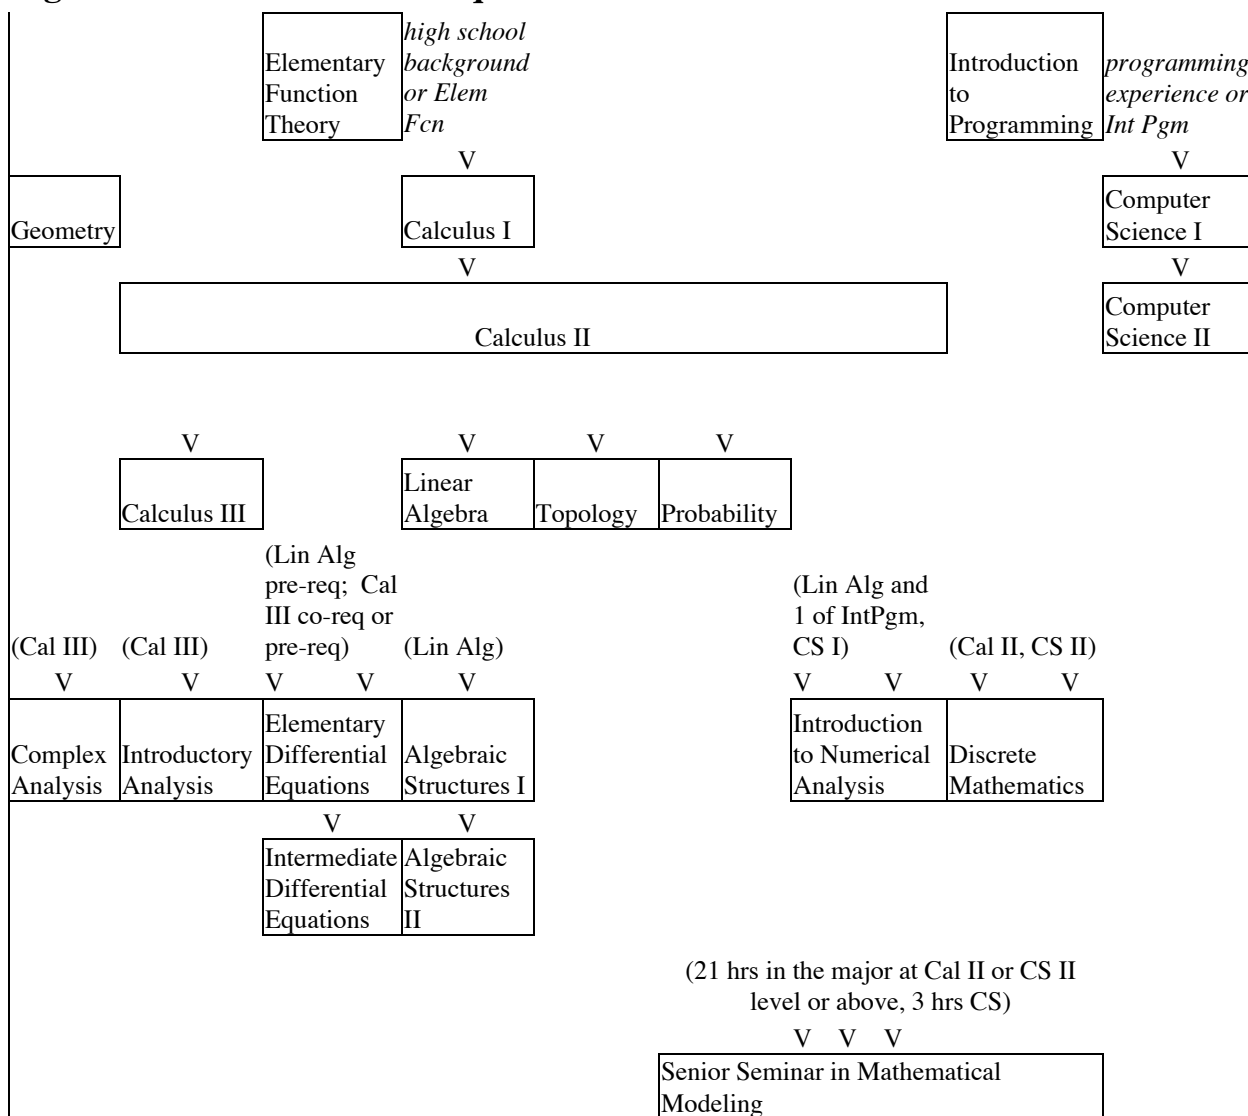 high school
Elementary background Introduction programming
Function or Elem to experience or
Theory Fcn Programming Int Pgm
V V
Computer
Geometry Calculus I Science I
V V
Computer
Calculus II Science II
V V V V
Linear
Calculus III Algebra Topology Probability
(Lin Alg
pre-req; Cal (Lin Alg and
III co-req or 1 of IntPgm,
(Cal III) (Cal III) pre-req) (Lin Alg) CS I) (Cal II, CS II)
V V V V V V V V V
Elementary Introduction
Complex Introductory Differential Algebraic to Numerical Discrete
Analysis Analysis Equations Structures I Analysis Mathematics
V V
Intermediate Algebraic
Differential Structures
Equations II
(21 hrs in the major at Cal II or CS II
level or above, 3 hrs CS)
V V V
Senior Seminar in Mathematical
Modeling